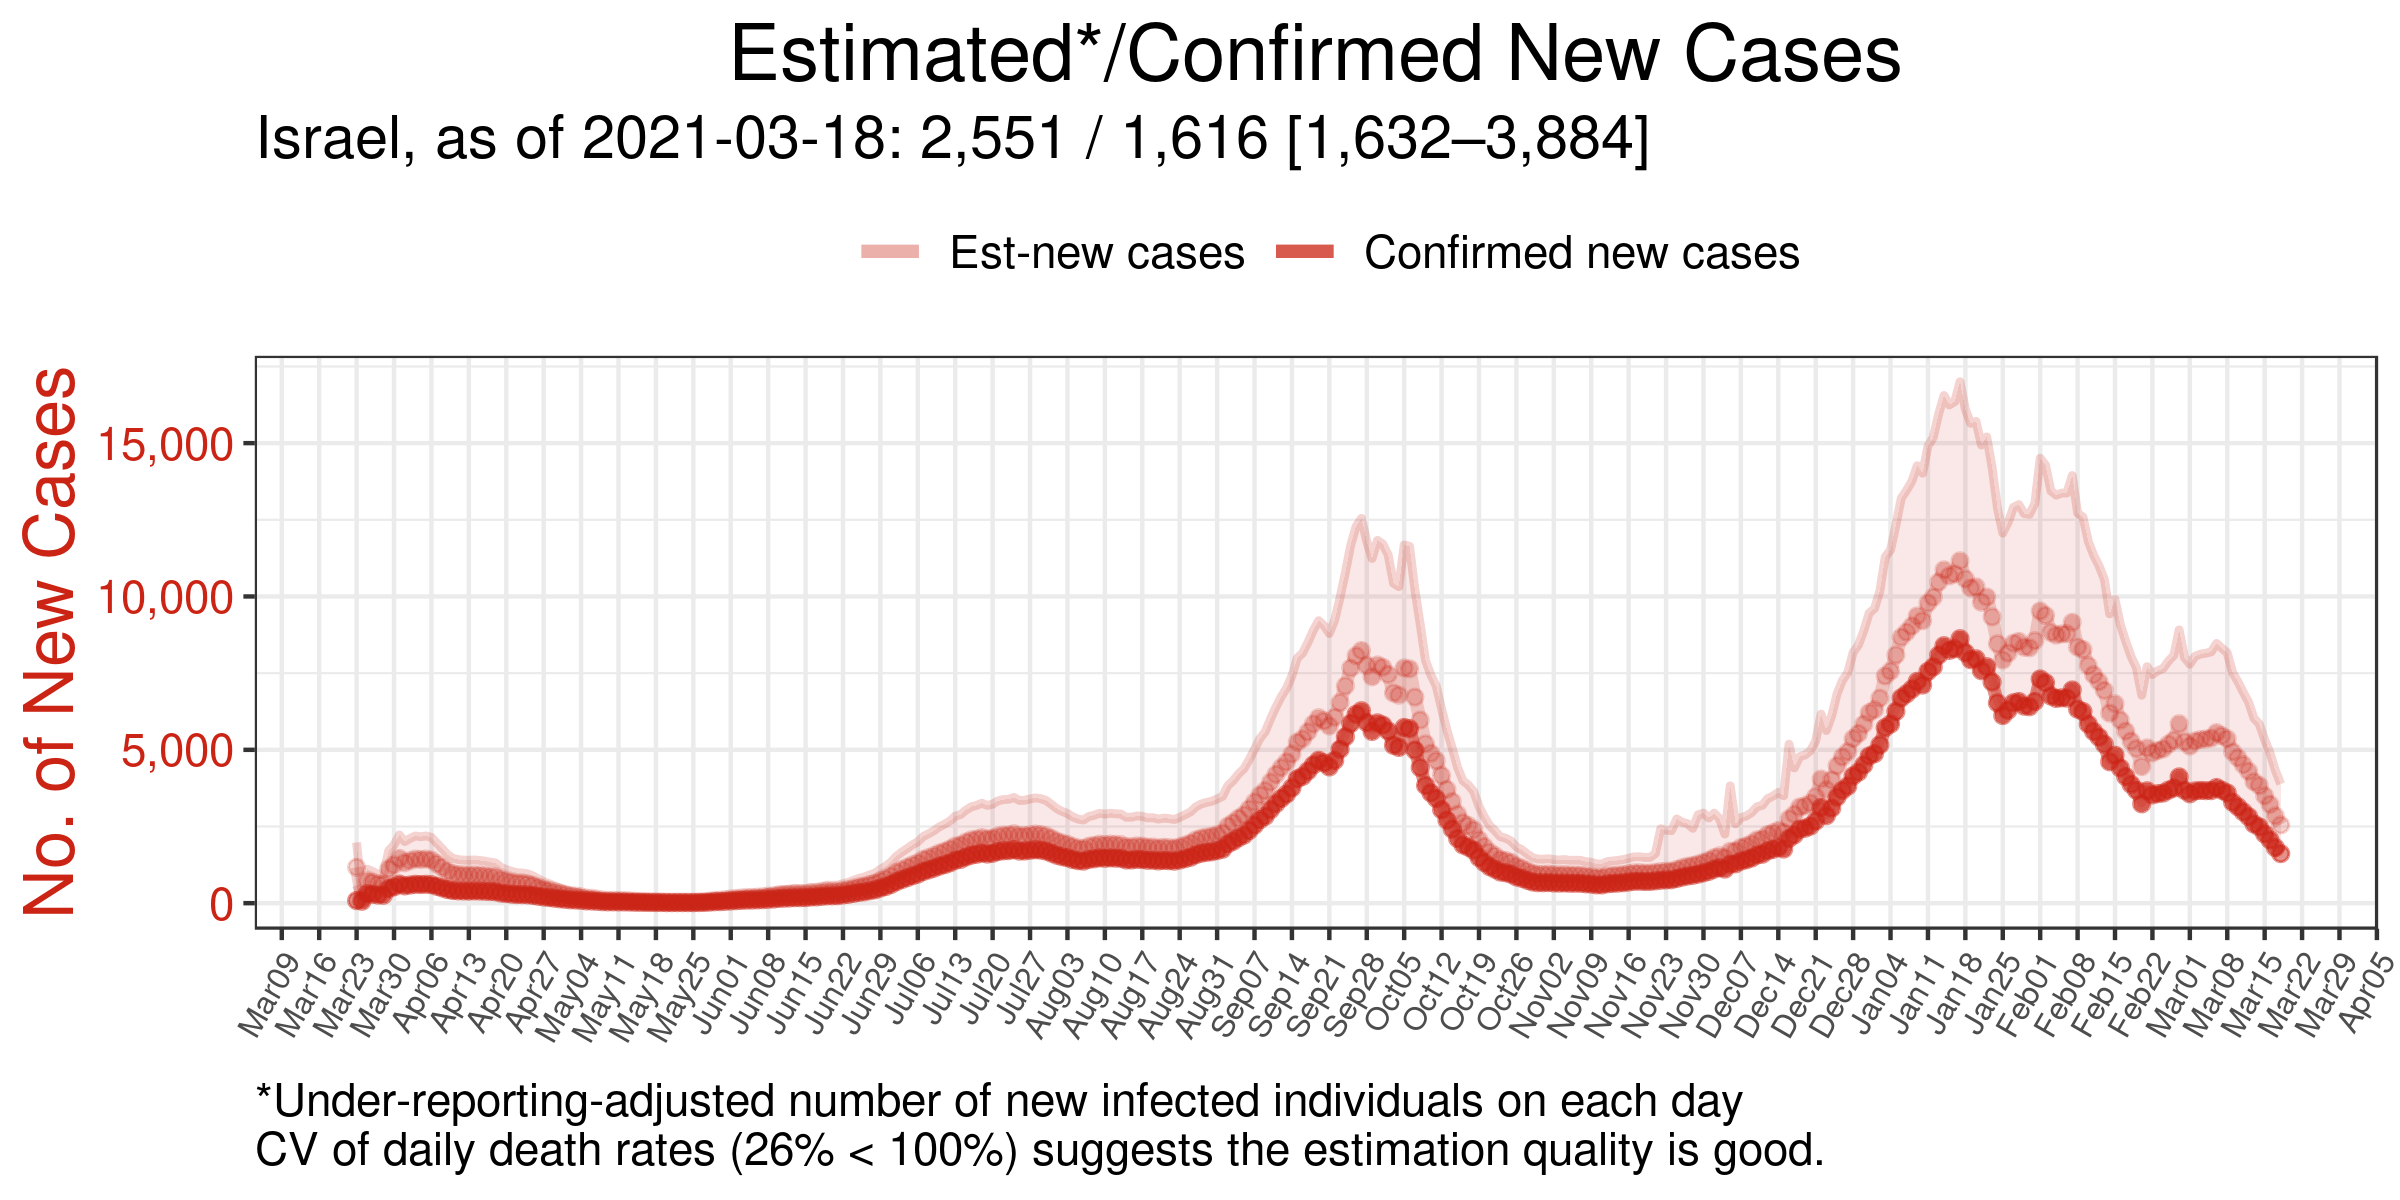 Estimated*/Confirmed New Cases
Israel, as of 2021-03-18: 2,551 / 1,616 [1,632–3,884]
Est-new cases
Confirmed new cases
No. of New Cases
15,000
10,000
5,000
0
Mar09
Mar16
Mar23
Mar30
Apr06
Apr13
Apr20
Apr27
May04
May11
May18
May25
Jun01
Jun08
Jun15
Jun22
Jun29
Jul06
Jul13
Jul20
Jul27
Aug03
Aug10
Aug17
Aug24
Aug31
Sep07
Sep14
Sep21
Sep28
Oct05
Oct12
Oct19
Oct26
Nov02
Nov09
Nov16
Nov23
Nov30
Dec07
Dec14
Dec21
Dec28
Jan04
Jan11
Jan18
Jan25
Feb01
Feb08
Feb15
Feb22
Mar01
Mar08
Mar15
Mar22
Mar29
Apr05
*Under-reporting-adjusted number of new infected individuals on each day
CV of daily death rates (26% < 100%) suggests the estimation quality is good.